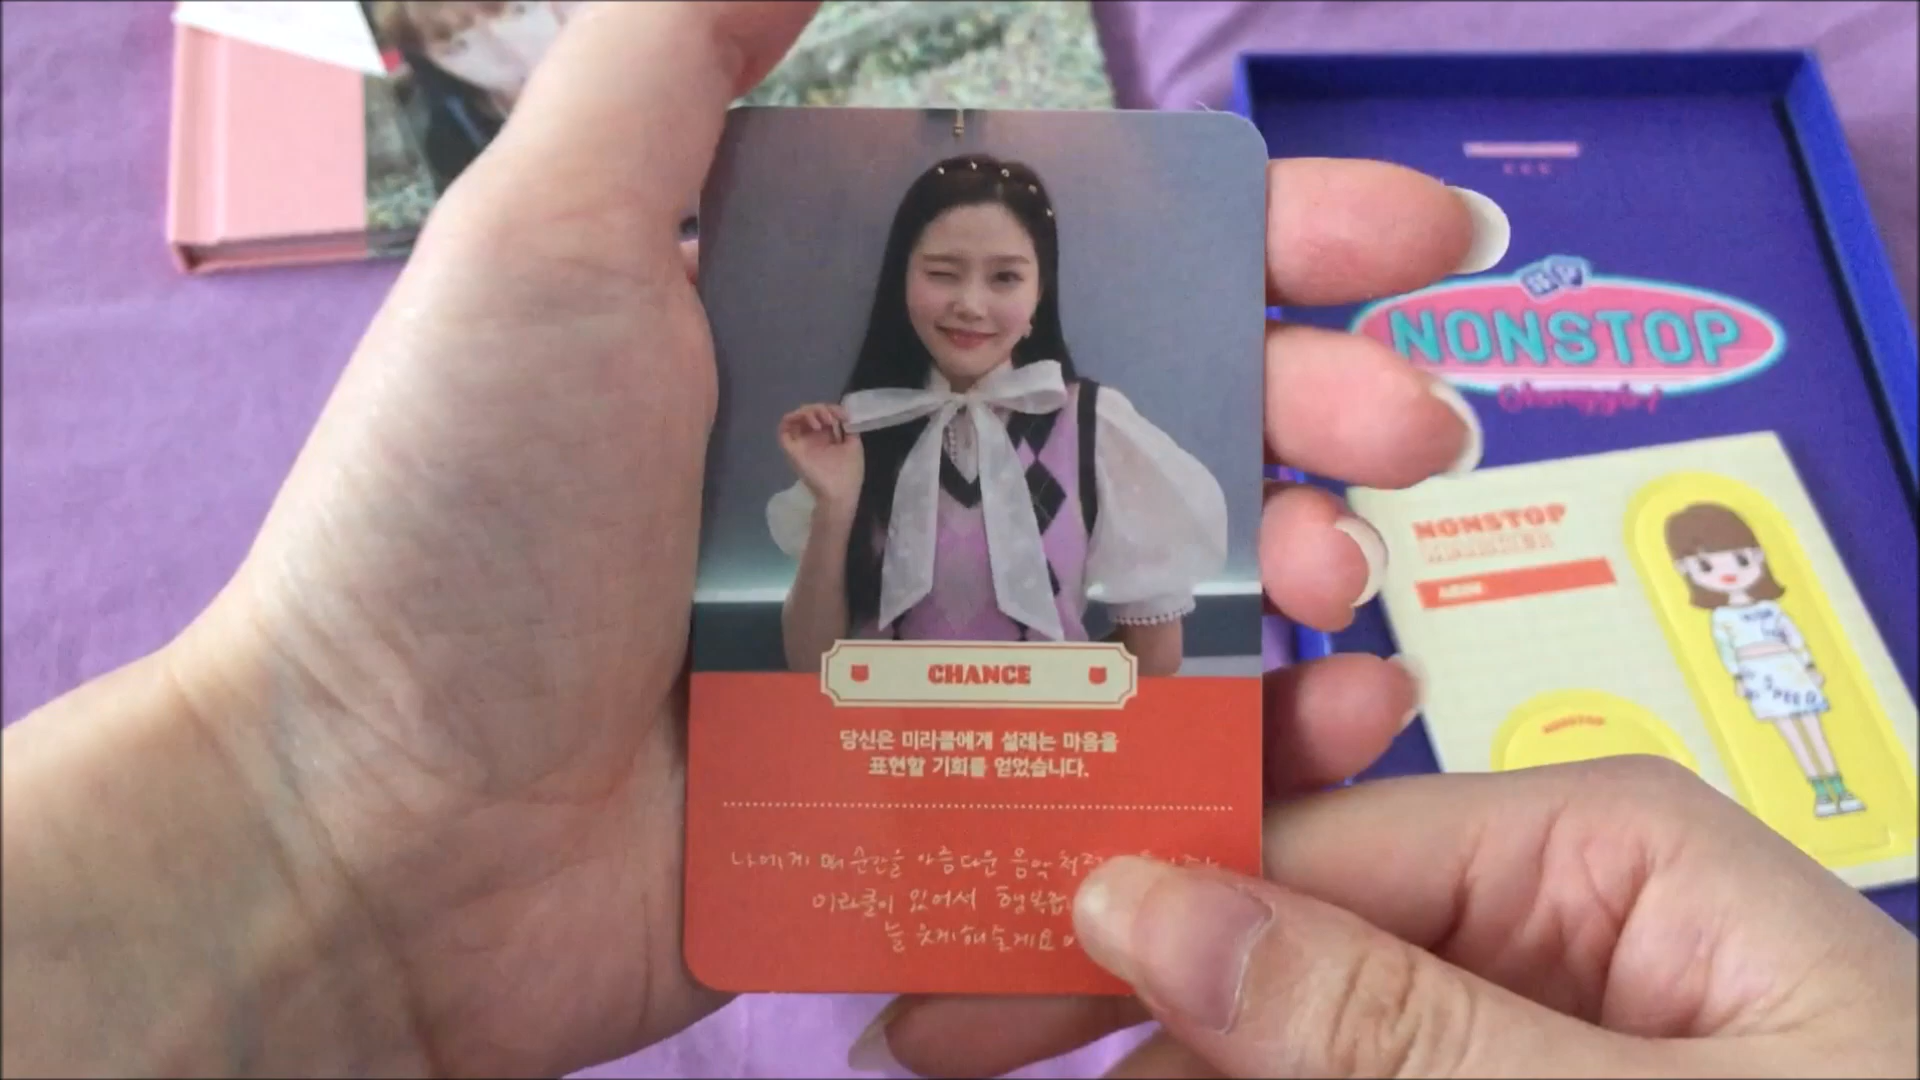 NONSTOP
NONSTOP
CHANCE
당신은 미라클에게 설레는 마음을
표현할 기회를 얻었습니다.
나에게 매 순간을 아름다운 음악처럼
미라클이 있어서
늘 웃게해줄게요
NONSTOP
SPEED